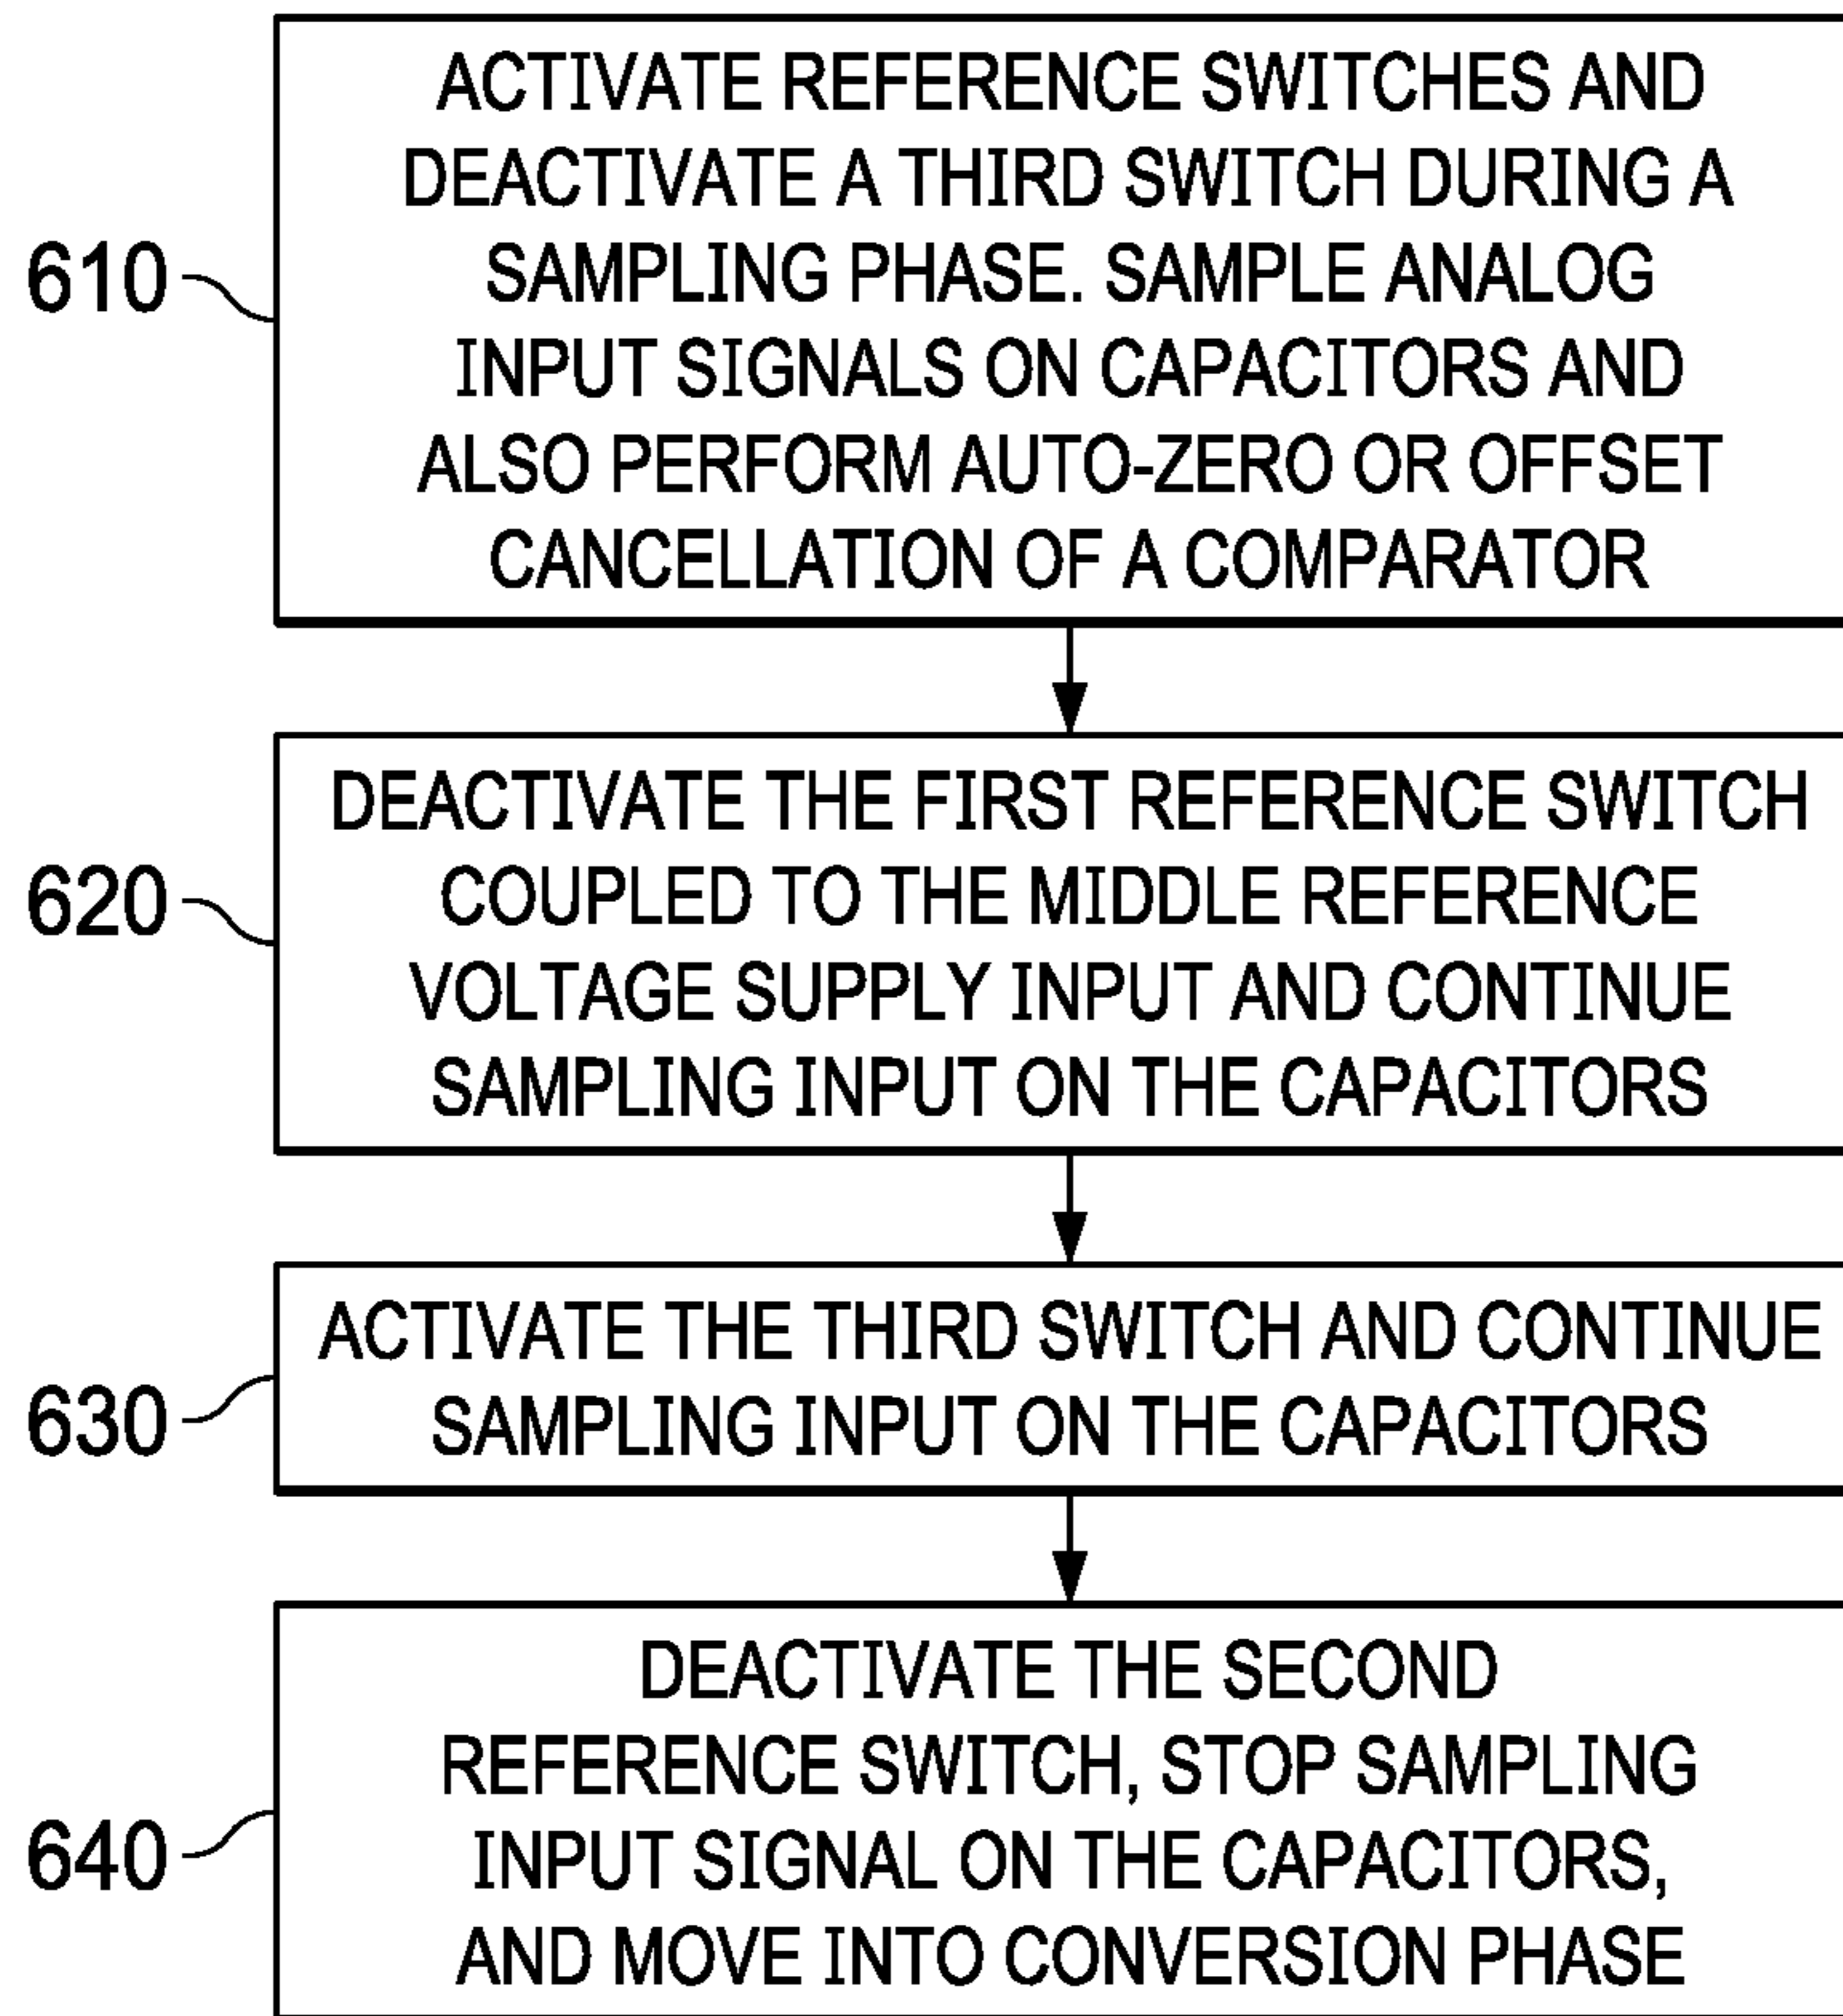 ACTIVATE REFERENCE SWITCHES AND
DEACTIVATE A THIRD SWITCH DURING A
SAMPLING PHASE. SAMPLE ANALOG
INPUT SIGNALS ON CAPACITORS AND
ALSO PERFORM AUTO-ZERO OR OFFSET
CANCELLATION OF A COMPARATOR
610
DEACTIVATE THE FIRST REFERENCE SWITCH
COUPLED TO THE MIDDLE REFERENCE
VOLTAGE SUPPLY INPUT AND CONTINUE
SAMPLING INPUT ON THE CAPACITORS
620
ACTIVATE THE THIRD SWITCH AND CONTINUE
SAMPLING INPUT ON THE CAPACITORS
630
DEACTIVATE THE SECOND
REFERENCE SWITCH, STOP SAMPLING
INPUT SIGNAL ON THE CAPACITORS,
AND MOVE INTO CONVERSION PHASE
640